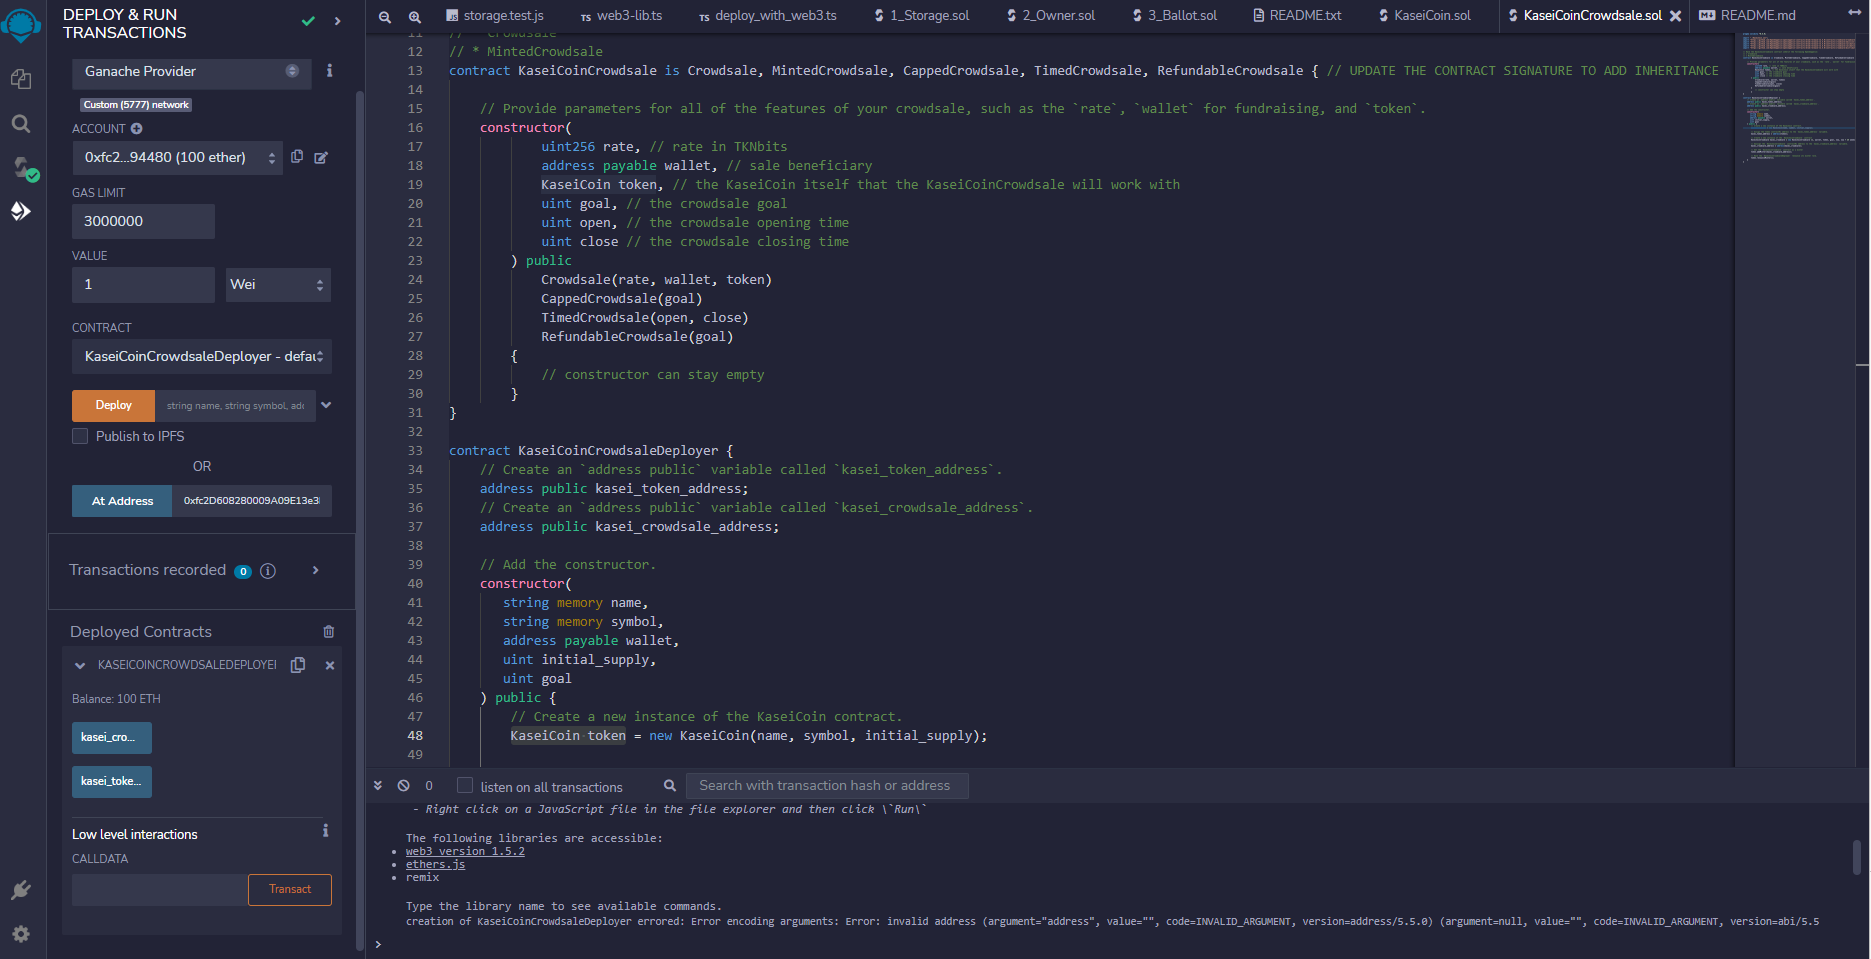 DEPLOY & RUN
TRANSACTIONS
Ganache Provider
Custom (5777) network
ACCOUNT
0xfc2...94480 (100 ether)
GAS LIMIT
3000000
VALUE
1
Wei
CONTRACT
KaseiCoinCrowdsaleDeployer - defau
Deploy
string name, string symbol, add
Publish to IPFS
OR
At Address
0xfc2D608280009A09E13e3
Transactions recorded 0
Deployed Contracts
KASEICOINCROWDSALEDEPLOYER
Balance: 100 ETH
kasei_cro...
kasei_toke...
Low level interactions
CALLDATA
Transact
storage.test.js
TS web3-lib.ts
TS deploy_with_web3.ts
1_Storage.sol
2_Owner.sol
3_Ballot.sol
README.txt
KaseiCoin.sol
KaseiCoinCrowdsale.sol
README.md
11 // * Crowdsale
12 // * MintedCrowdsale
13 contract KaseiCoinCrowdsale is Crowdsale, MintedCrowdsale, CappedCrowdsale, TimedCrowdsale, RefundableCrowdsale { // UPDATE THE CONTRACT SIGNATURE TO ADD INHERITANCE
14
15 // Provide parameters for all of the features of your crowdsale, such as the `rate`, `wallet` for fundraising, and `token`.
16 constructor(
17 uint256 rate, // rate in TKNbits
18 address payable wallet, // sale beneficiary
19 KaseiCoin token, // the KaseiCoin itself that the KaseiCoinCrowdsale will work with
20 uint goal, // the crowdsale goal
21 uint open, // the crowdsale opening time
22 uint close // the crowdsale closing time
23 ) public
24 Crowdsale(rate, wallet, token)
25 CappedCrowdsale(goal)
26 TimedCrowdsale(open, close)
27 RefundableCrowdsale(goal)
28 {
29 // constructor can stay empty
30 }
31 }
32
33 contract KaseiCoinCrowdsaleDeployer {
34 // Create an `address public` variable called `kasei_token_address`.
35 address public kasei_token_address;
36 // Create an `address public` variable called `kasei_crowdsale_address`.
37 address public kasei_crowdsale_address;
38
39 // Add the constructor.
40 constructor(
41 string memory name,
42 string memory symbol,
43 address payable wallet,
44 uint initial_supply,
45 uint goal
46 ) public {
47 // Create a new instance of the KaseiCoin contract.
48 KaseiCoin token = new KaseiCoin(name, symbol, initial_supply);
49
0
listen on all transactions
Search with transaction hash or address
- Right click on a JavaScript file in the file explorer and then click \`Run\`
The following libraries are accessible:
• web3 version 1.5.2
• ethers.js
• remix
Type the library name to see available commands.
creation of KaseiCoinCrowdsaleDeployer errored: Error encoding arguments: Error: invalid address (argument="address", value="", code=INVALID_ARGUMENT, version=address/5.5.0) (argument=null, value="", code=INVALID_ARGUMENT, version=abi/5.5
>